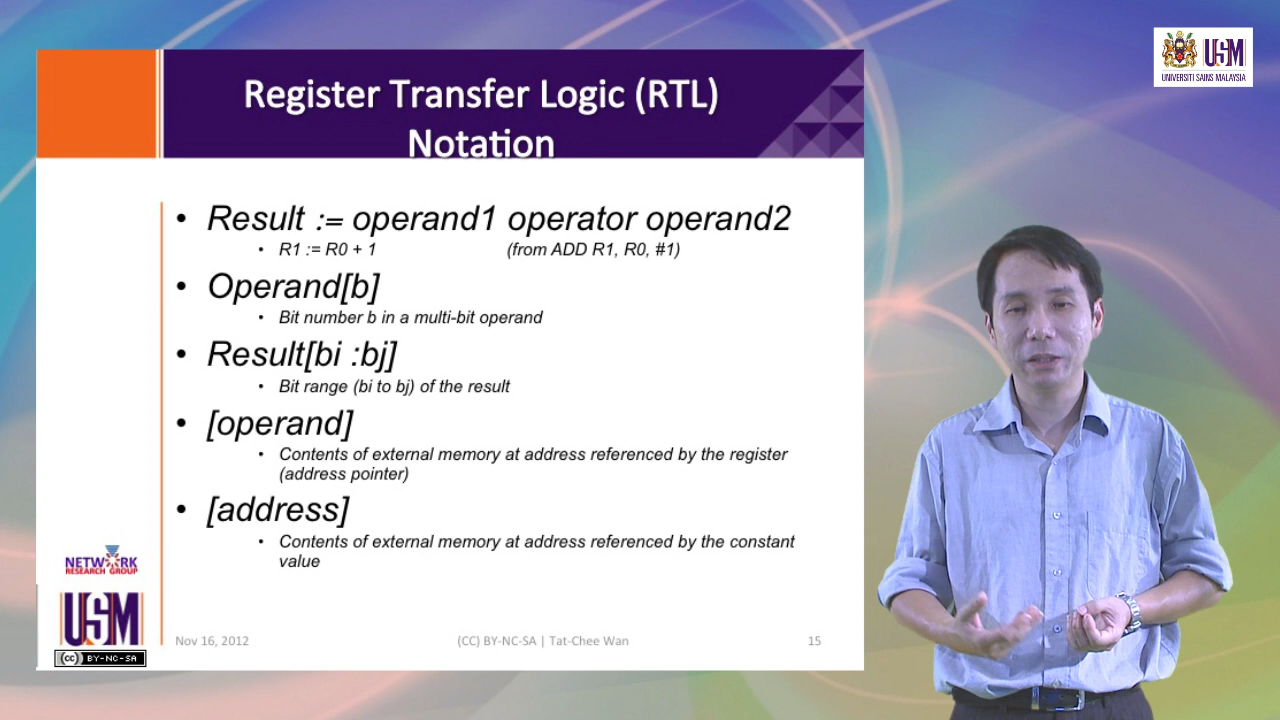 USM
UNIVERSITI SAINS MALAYSIA
Register Transfer Logic (RTL)
Notation
• Result := operand1 operator operand2
• R1 := R0 + 1 (from ADD R1, R0, #1)
• Operand[b]
• Bit number b in a multi-bit operand
• Result[bi :bj]
• Bit range (bi to bj) of the result
• [operand]
• Contents of external memory at address referenced by the register
(address pointer)
• [address]
• Contents of external memory at address referenced by the constant
value
NETWORK
RESEARCH GROUP
USM
Nov 16, 2012 (CC) BY-NC-SA | Tat-Chee Wan 15
(cc) BY-NC-SA